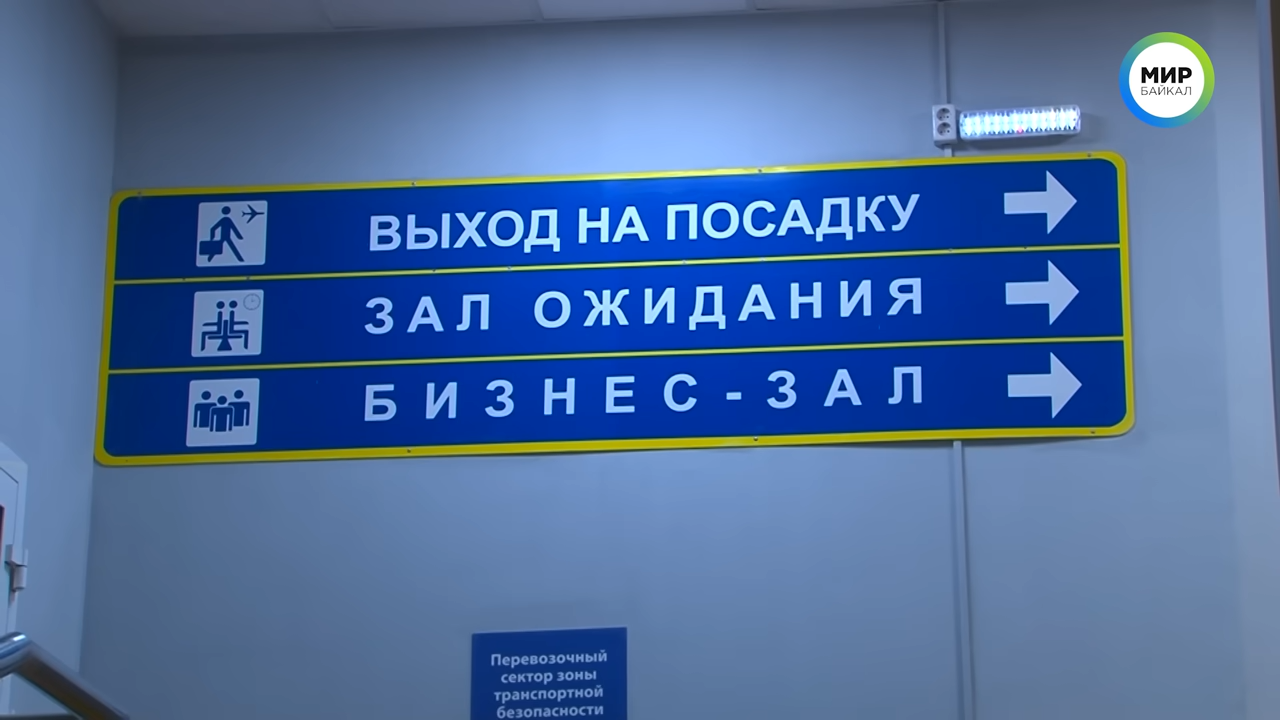 МИР
БАЙКАЛ
ВЫХОД НА ПОСАДКУ
ЗАЛ ОЖИДАНИЯ
БИЗНЕС-ЗАЛ
Перевозочный
сектор зоны
транспортной
безопасности